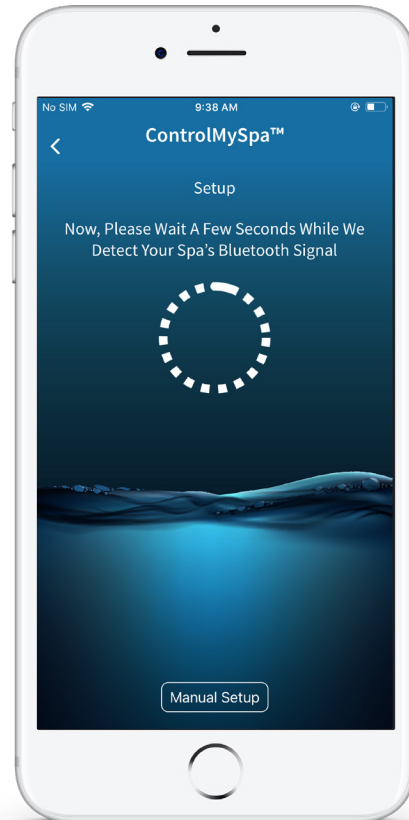 No SIM 9:38 AM
ControlMySpa™
Setup
Now, Please Wait A Few Seconds While We
Detect Your Spa's Bluetooth Signal
Manual Setup